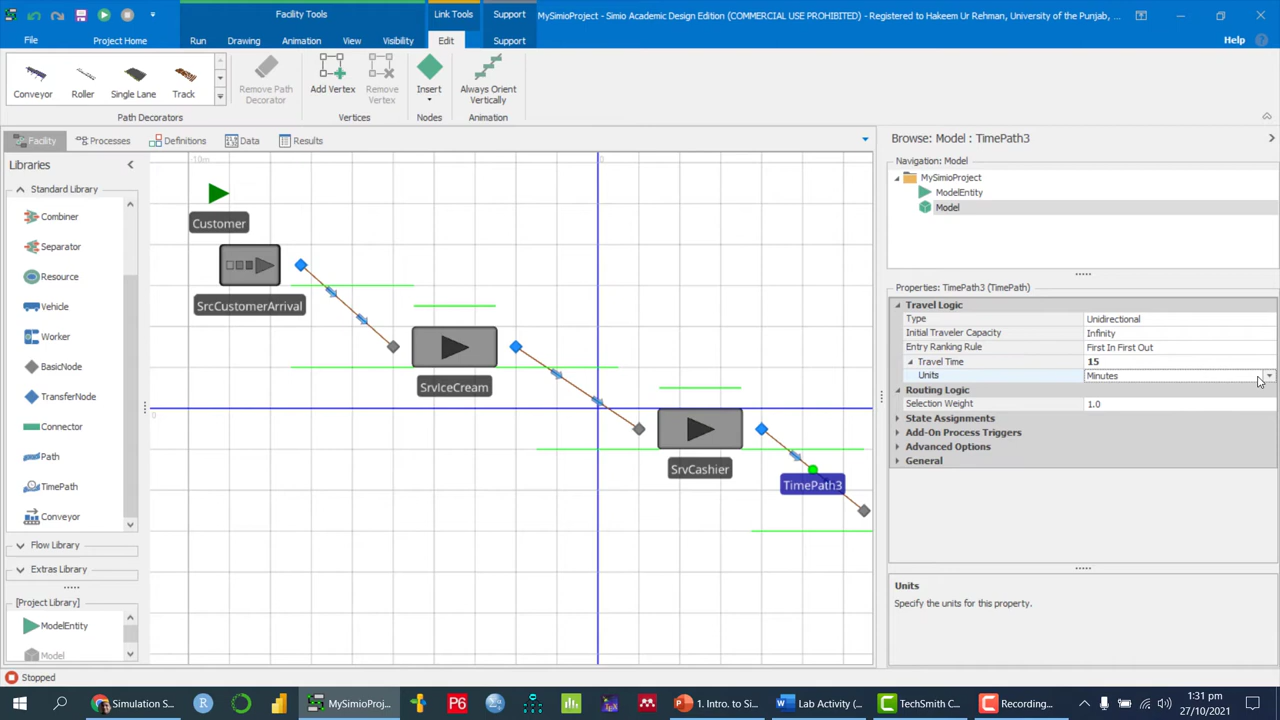 Facility Tools
Link Tools
Support
MySimioProject - Simio Academic Design Edition (COMMERCIAL USE PROHIBITED) - Registered to Hakeem Ur Rehman, University of the Punjab, ...
File
Project Home
Run
Drawing
Animation
View
Visibility
Edit
Support
Help
Conveyor
Roller
Single Lane
Track
Remove Path
Decorator
Add Vertex
Remove
Vertex
Insert
Always Orient
Vertically
Path Decorators
Vertices
Nodes
Animation
Facility
Processes
Definitions
Data
Results
Libraries
Standard Library
Combiner
Separator
Resource
Vehicle
Worker
BasicNode
TransferNode
Connector
Path
TimePath
Conveyor
Flow Library
Extras Library
[Project Library]
ModelEntity
Model
-10m
0
0
Customer
SrcCustomerArrival
SrvIceCream
SrvCashier
TimePath3
Browse: Model : TimePath3
Navigation: Model
MySimioProject
ModelEntity
Model
Properties: TimePath3 (TimePath)
Travel Logic
Type Unidirectional
Initial Traveler Capacity Infinity
Entry Ranking Rule First In First Out
Travel Time 15
Units Minutes
Routing Logic
Selection Weight 1.0
State Assignments
Add-On Process Triggers
Advanced Options
General
Units
Specify the units for this property.
Stopped
Simulation S...
MySimioProj...
1. Intro. to Si...
Lab Activity (...
TechSmith C...
Recording...
1:31 pm
27/10/2021